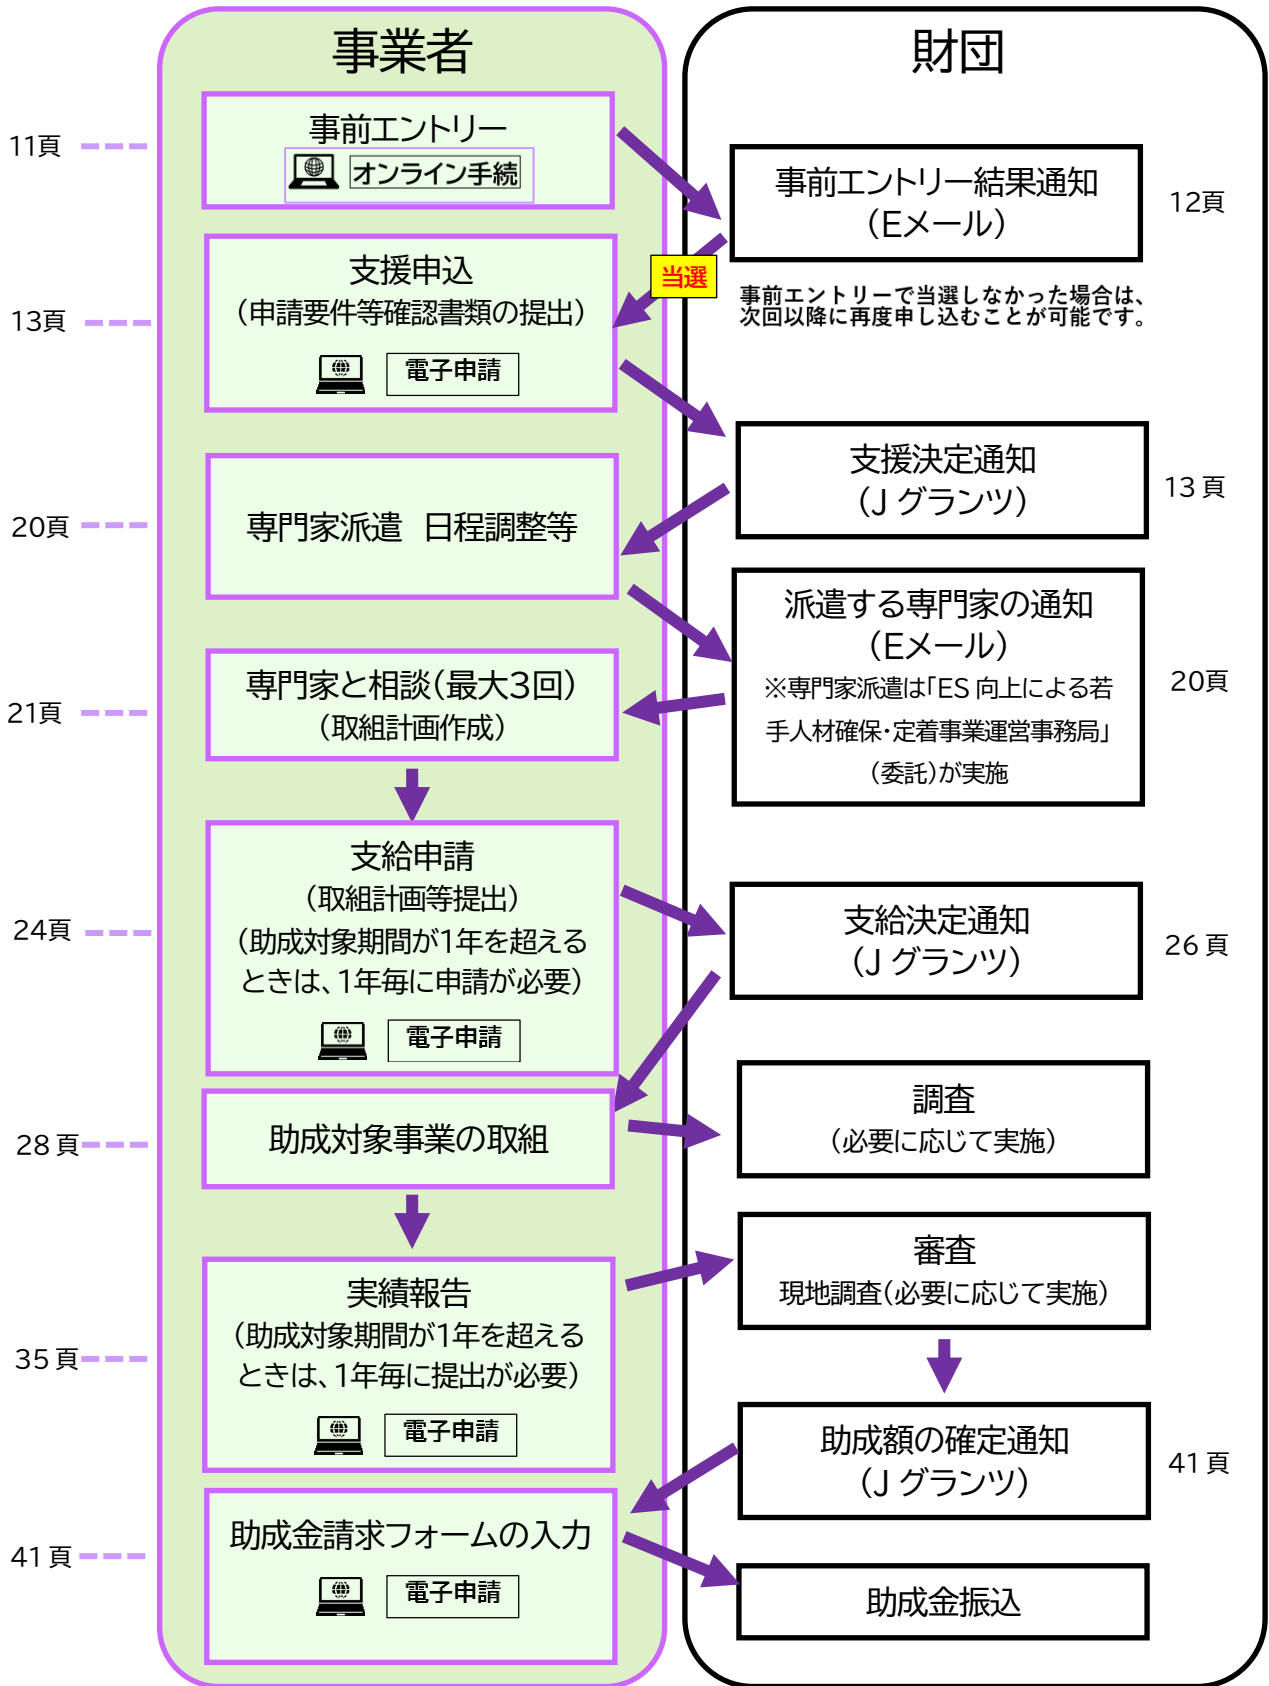 事業者
財団
11頁
事前エントリー
オンライン手続
事前エントリー結果通知
（Eメール）
12頁
当選
事前エントリーで当選しなかった場合は、
次回以降に再度申し込むことが可能です。
13頁
支援申込
（申請要件等確認書類の提出）
電子申請
支援決定通知
（J グランツ）
13 頁
20頁
専門家派遣　日程調整等
派遣する専門家の通知
（Eメール）
※専門家派遣は「ES 向上による若
手人材確保・定着事業運営事務局」
（委託）が実施
20頁
21頁
専門家と相談（最大3回）
（取組計画作成）
24頁
支給申請
（取組計画等提出）
（助成対象期間が1年を超える
ときは、1年毎に申請が必要）
電子申請
支給決定通知
（J グランツ）
26 頁
28 頁
助成対象事業の取組
調査
（必要に応じて実施）
審査
現地調査（必要に応じて実施）
35 頁
実績報告
（助成対象期間が1年を超える
ときは、1年毎に提出が必要）
電子申請
助成額の確定通知
（J グランツ）
41 頁
41 頁
助成金請求フォームの入力
電子申請
助成金振込